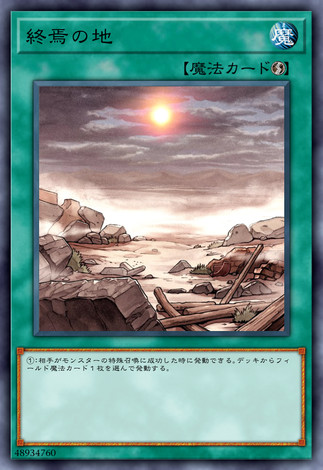 終焉の地
魔
【魔法カード】
①:相手がモンスターの特殊召喚に成功した時に発動できる。デッキからフィ
ールド魔法カード１枚を選んで発動する。
48934760